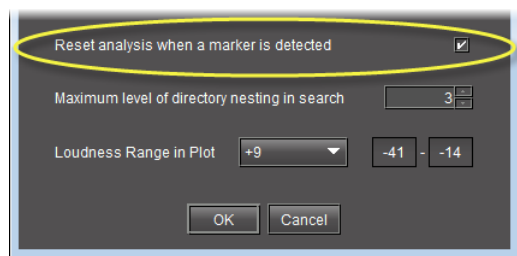 Reset analysis when a marker is detected
Maximum level of directory nesting in search 3
Loudness Range in Plot +9 -41 - -14
OK Cancel